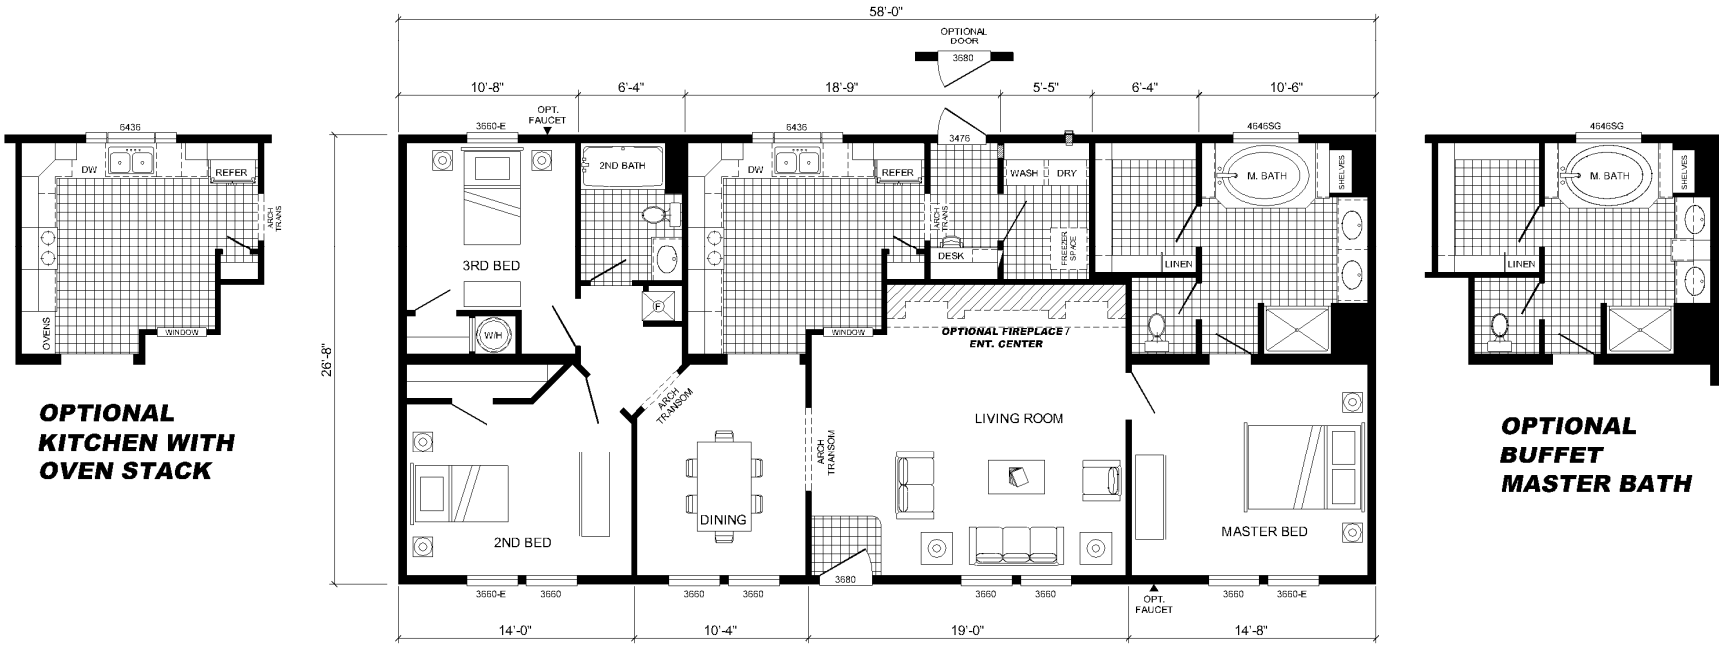 58'-0"
OPTIONAL
DOOR
3680
10'-8"
6'-4"
18'-9"
5'-5"
6'-4"
10'-6"
OPT.
FAUCET
6436
DW
REFER
ARCH
TRANS
OVENS
WINDOW
OPTIONAL
KITCHEN WITH
OVEN STACK
26'-8"
3660-E
6436
3476
4646SG
2ND BATH
DW
REFER
WASH
DRY
M. BATH
SHELVES
ARCH
TRANS
FREEZER
SPACE
DESK
LINEN
3RD BED
F
W/H
WINDOW
OPTIONAL FIREPLACE /
ENT. CENTER
ARCH
TRANSOM
LIVING ROOM
ARCH
TRANSOM
DINING
2ND BED
MASTER BED
3680
3660-E
3660
3660
3660
3660
3660
3660
3660-E
OPT.
FAUCET
14'-0"
10'-4"
19'-0"
14'-8"
4646SG
M. BATH
SHELVES
LINEN
OPTIONAL
BUFFET
MASTER BATH